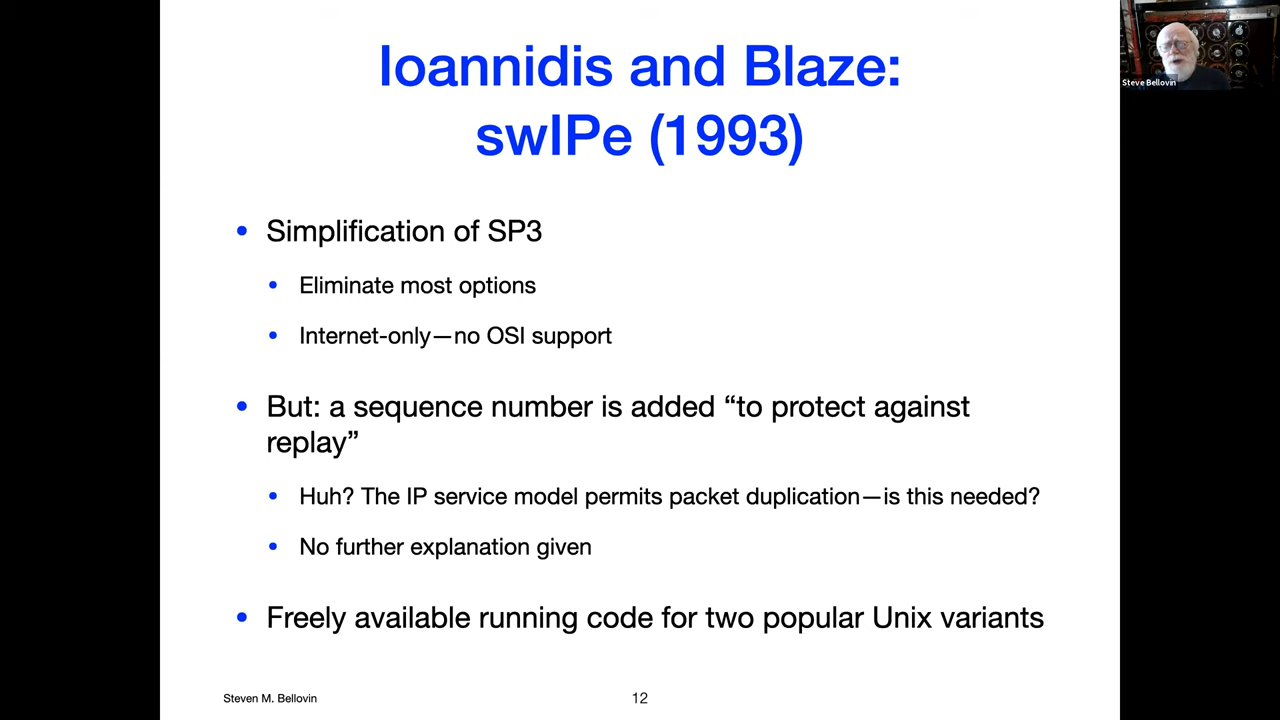 Ioannidis and Blaze:
swIPe (1993)
Steve Bellovin
• Simplification of SP3
• Eliminate most options
• Internet-only—no OSI support
• But: a sequence number is added “to protect against
replay”
• Huh? The IP service model permits packet duplication—is this needed?
• No further explanation given
• Freely available running code for two popular Unix variants
Steven M. Bellovin
12